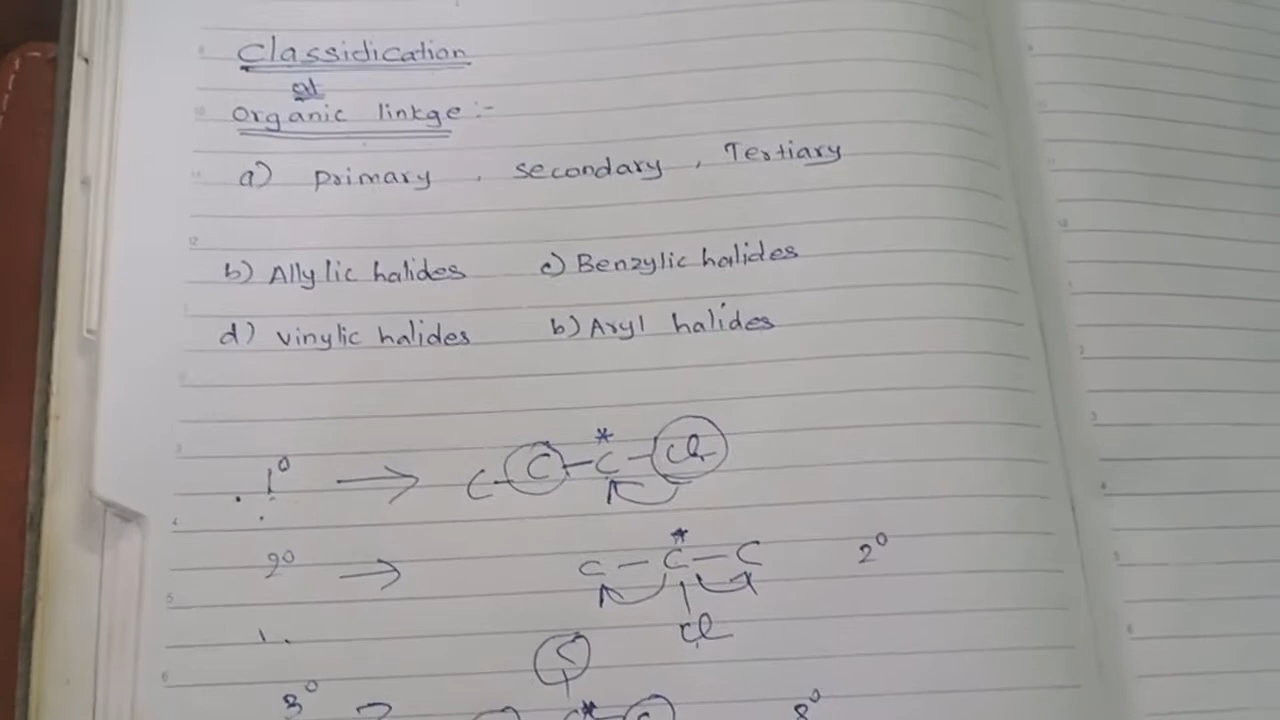 Classidication
at
Organic linkge :-
a) primary , secondary , Tertiary
b) Allylic halides c) Benzylic halides
d) vinylic halides b) Aryl halides
1° → C-C-C*-Cl
2° → C-C*-C 2°
Cl
C
3° →